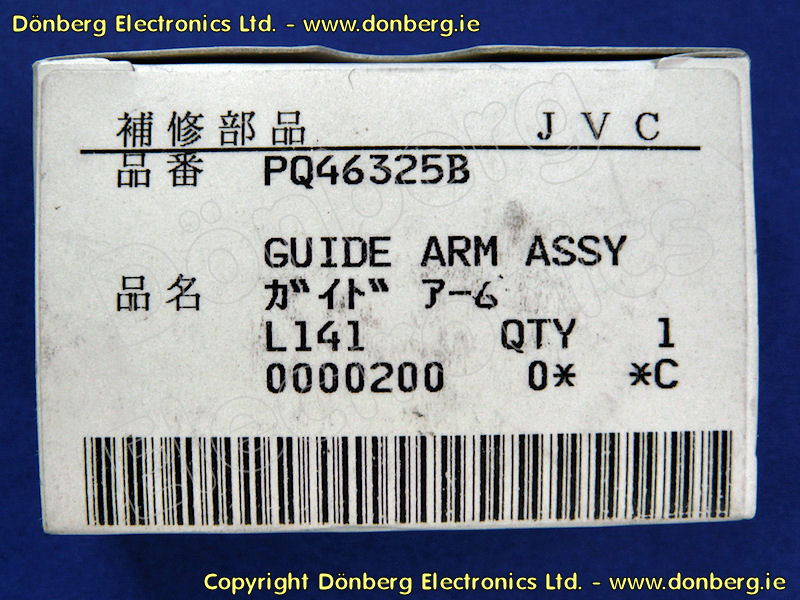 Dönberg Electronics Ltd. - www.donberg.ie
補修部品 JVC
品番 PQ46325B
GUIDE ARM ASSY
品名 ｶﾞｲﾄﾞ ｱｰﾑ
L141 QTY 1
0000200 0* *C
Copyright Dönberg Electronics Ltd. - www.donberg.ie